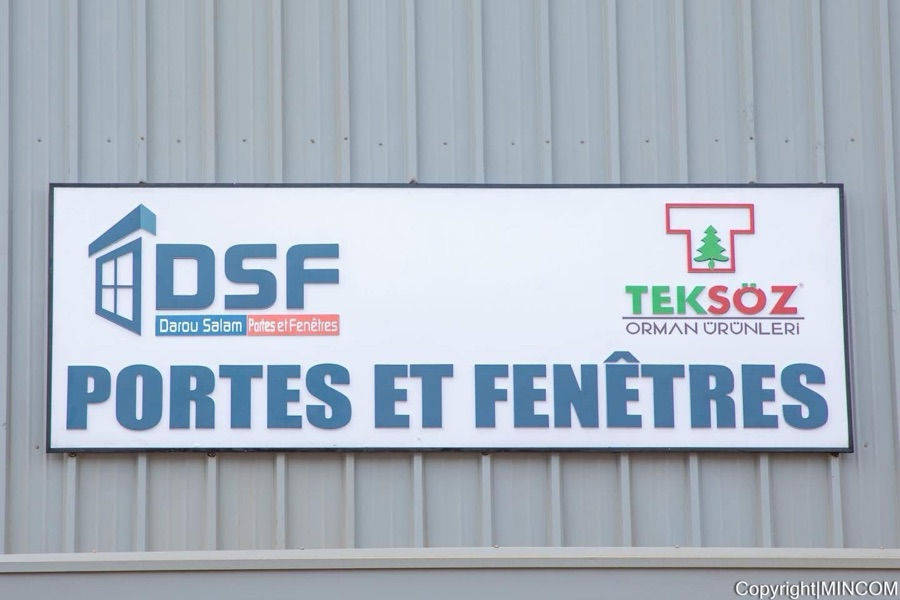 DSF
Darou Salam Portes et Fenêtres
T
TEKSÖZ
ORMAN ÜRÜNLERİ
PORTES ET FENÊTRES
Copyright|MINCOM